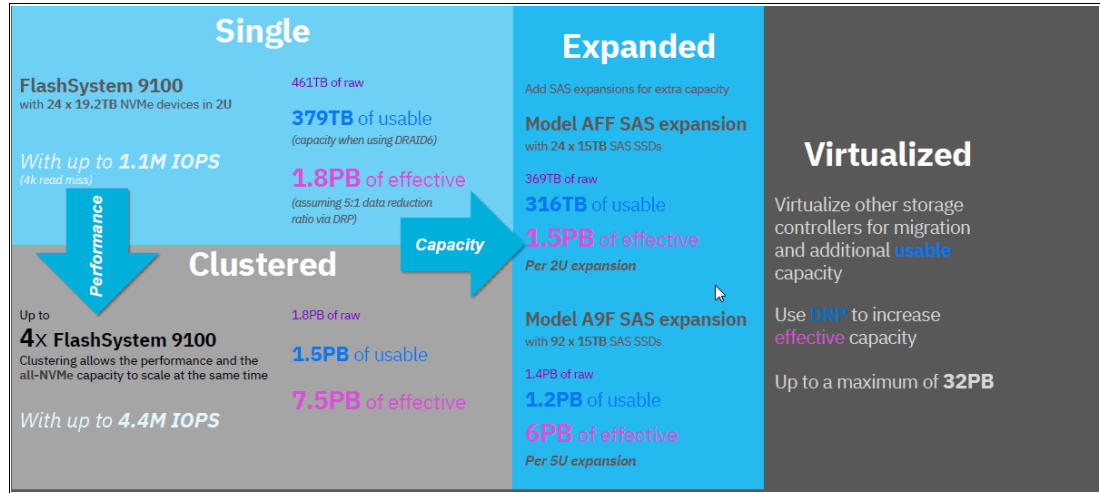 Single
FlashSystem 9100
with 24 x 19.2TB NVMe devices in 2U
With up to 1.1M IOPS
(4k read miss)
461TB of raw
379TB of usable
(capacity when using DRAID6)
1.8PB of effective
(assuming 5:1 data reduction
ratio via DRP)
Performance
Capacity
Clustered
Up to
4x FlashSystem 9100
Clustering allows the performance and the
all-NVMe capacity to scale at the same time
With up to 4.4M IOPS
1.8PB of raw
1.5PB of usable
7.5PB of effective
Expanded
Add SAS expansions for extra capacity
Model AFF SAS expansion
with 24 x 15TB SAS SSDs
369TB of raw
316TB of usable
1.5PB of effective
Per 2U expansion
Model A9F SAS expansion
with 92 x 15TB SAS SSDs
1.4PB of raw
1.2PB of usable
6PB of effective
Per 5U expansion
Virtualized
Virtualize other storage
controllers for migration
and additional usable
capacity
Use DRP to increase
effective capacity
Up to a maximum of 32PB